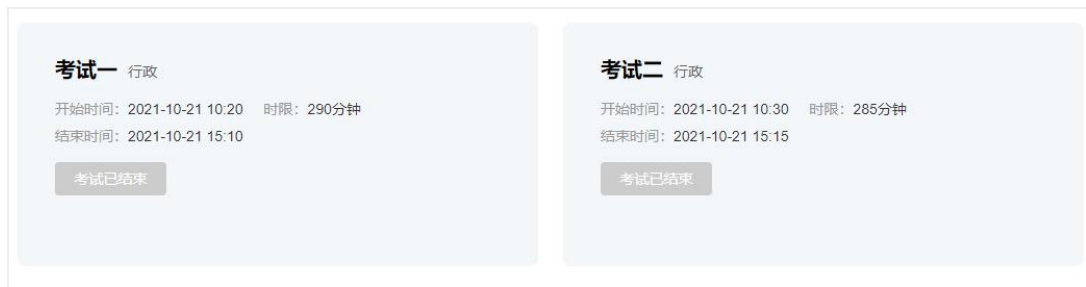 考试一 行政
开始时间：2021-10-21 10:20 时限：290分钟
结束时间：2021-10-21 15:10
考试已结束
考试二 行政
开始时间：2021-10-21 10:30 时限：285分钟
结束时间：2021-10-21 15:15
考试已结束